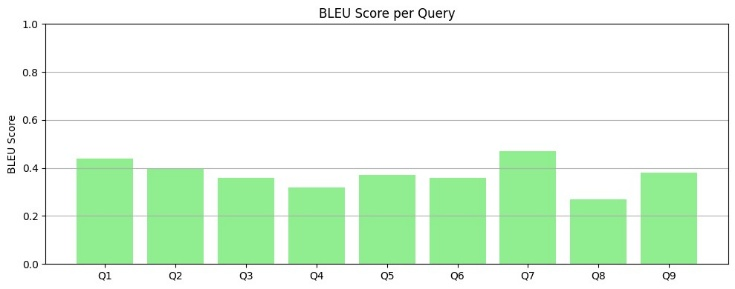 BLEU Score per Query
1.0
0.8
0.6
0.4
0.2
0.0
BLEU Score
Q1 Q2 Q3 Q4 Q5 Q6 Q7 Q8 Q9